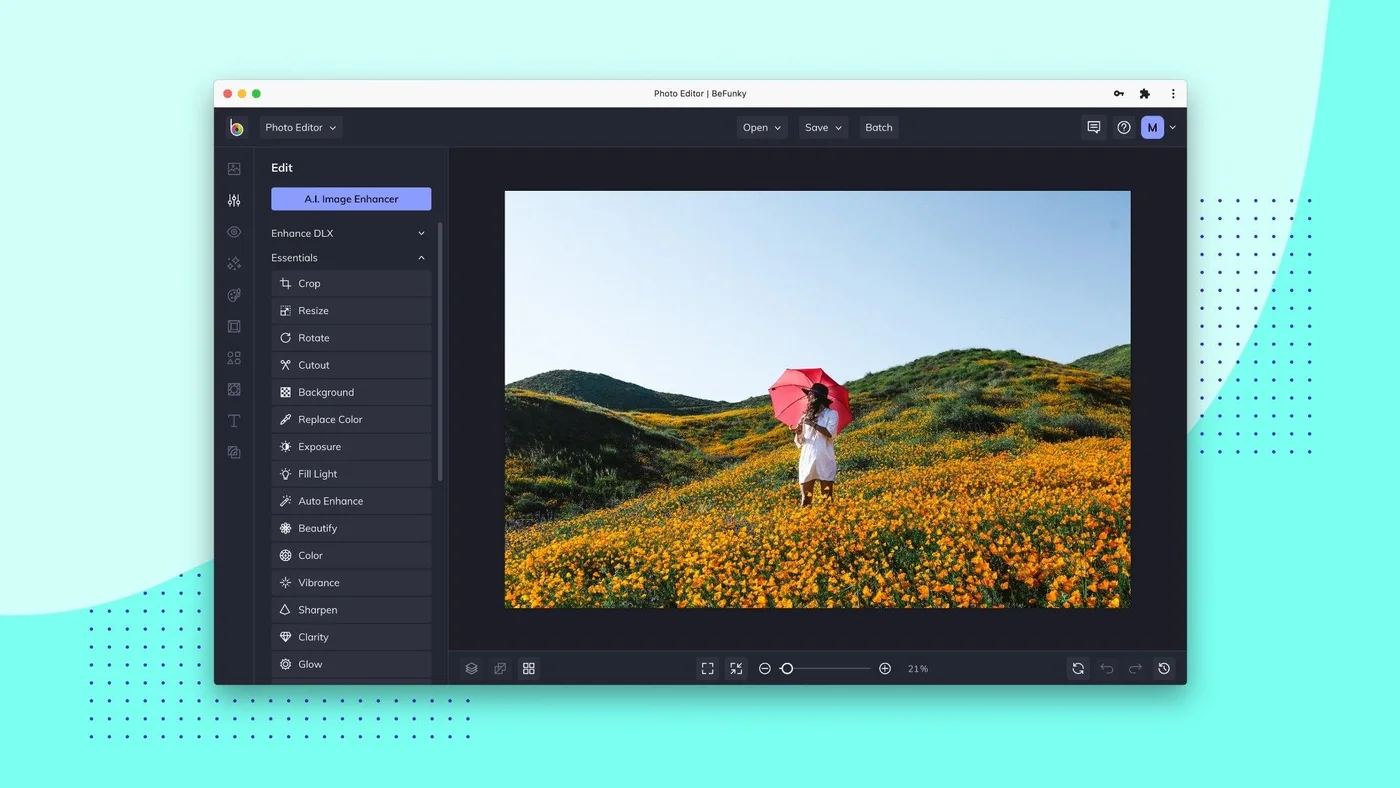 Photo Editor | BeFunky
Photo Editor
Open
Save
Batch
M
Edit
A.I. Image Enhancer
Enhance DLX
Essentials
Crop
Resize
Rotate
Cutout
Background
Replace Color
Exposure
Fill Light
Auto Enhance
Beautify
Color
Vibrance
Sharpen
Clarity
Glow
21%